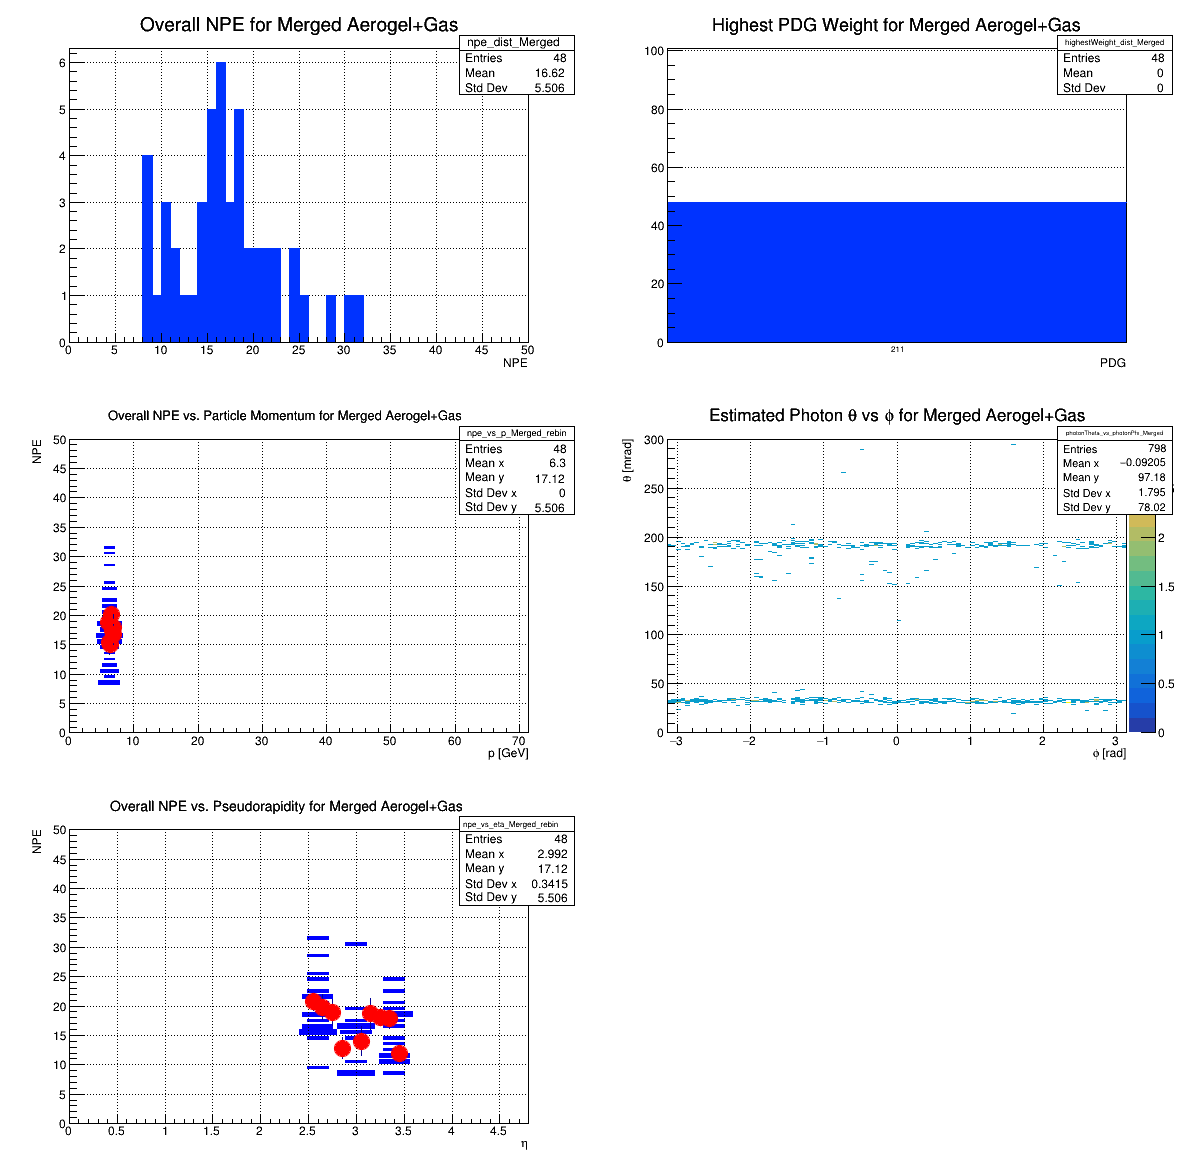 Overall NPE for Merged Aerogel+Gas
npe_dist_Merged
Entries 48
Mean 16.62
Std Dev 5.506
6
5
4
3
2
1
0
0 5 10 15 20 25 30 35 40 45 50
NPE
Highest PDG Weight for Merged Aerogel+Gas
highestWeight_dist_Merged
Entries 48
Mean 0
Std Dev 0
100
80
60
40
20
0
211
PDG
Overall NPE vs. Particle Momentum for Merged Aerogel+Gas
npe_vs_p_Merged_rebin
Entries 48
Mean x 6.3
Mean y 17.12
Std Dev x 0
Std Dev y 5.506
NPE
50
45
40
35
30
25
20
15
10
5
0
0 10 20 30 40 50 60 70
p [GeV]
Estimated Photon θ vs ϕ for Merged Aerogel+Gas
photonTheta_vs_photonPhi_Merged
Entries 798
Mean x −0.09205
Mean y 97.18
Std Dev x 1.795
Std Dev y 78.02
θ [mrad]
300
250
200
150
100
50
0
−3 −2 −1 0 1 2 3
ϕ [rad]
2
1.5
1
0.5
0
Overall NPE vs. Pseudorapidity for Merged Aerogel+Gas
npe_vs_eta_Merged_rebin
Entries 48
Mean x 2.992
Mean y 17.12
Std Dev x 0.3415
Std Dev y 5.506
NPE
50
45
40
35
30
25
20
15
10
5
0
0 0.5 1 1.5 2 2.5 3 3.5 4 4.5
η